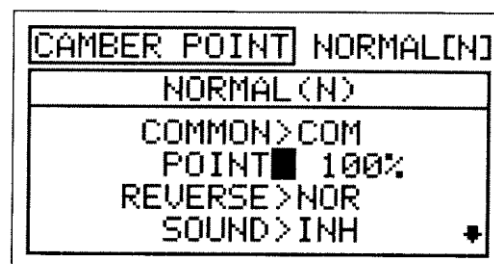 CAMBER POINT NORMAL[N]
NORMAL(N)
COMMON>COM
POINT■ 100%
REVERSE>NOR
SOUND>INH